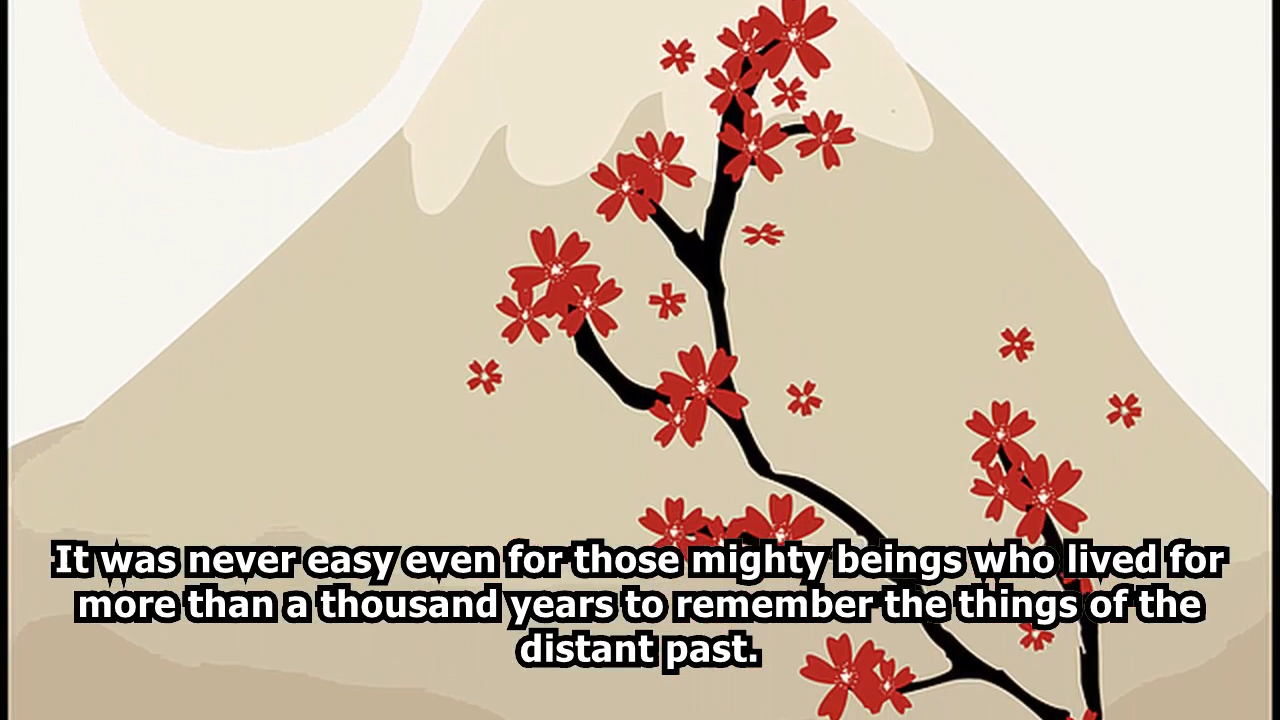 It was never easy even for those mighty beings who lived for
more than a thousand years to remember the things of the
distant past.